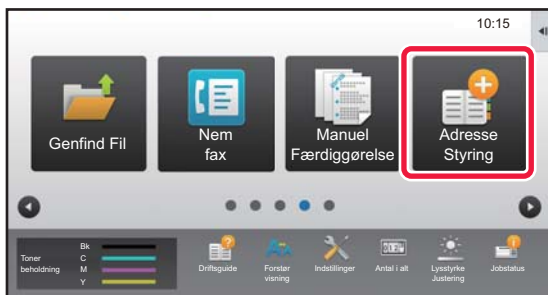 10:15
Genfind Fil
Nem
fax
Manuel
Færdiggørelse
Adresse
Styring
Toner
beholdning
Bk
C
M
Y
Driftsguide
Forstør
visning
Indstillinger
Antal i alt
Lysstyrke
Justering
Jobstatus